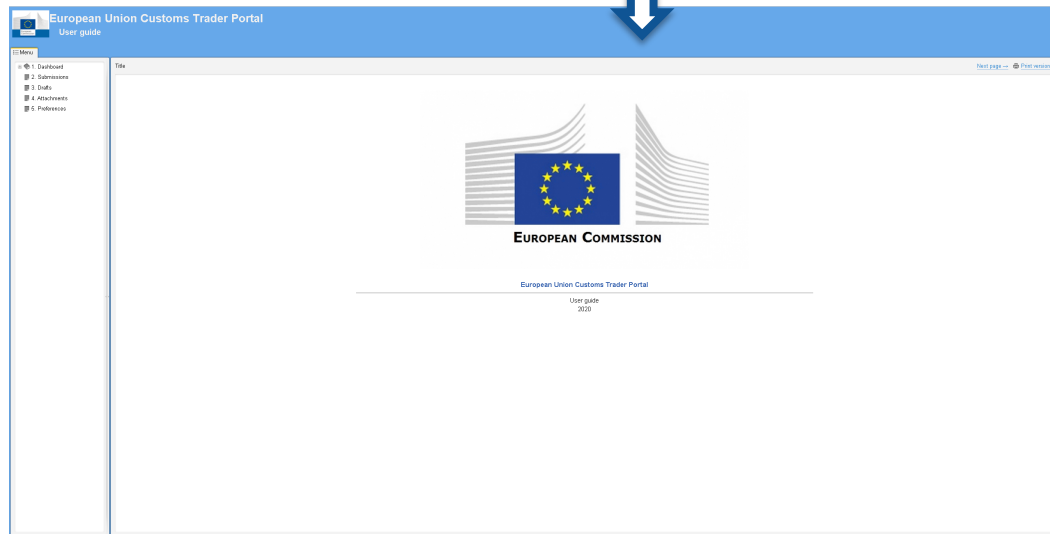 European Union Customs Trader Portal
User guide
Menu
1. Dashboard
2. Submissions
3. Drafts
4. Attachments
5. Preferences
Title
Next page → Print version
EUROPEAN COMMISSION
European Union Customs Trader Portal
User guide
2020